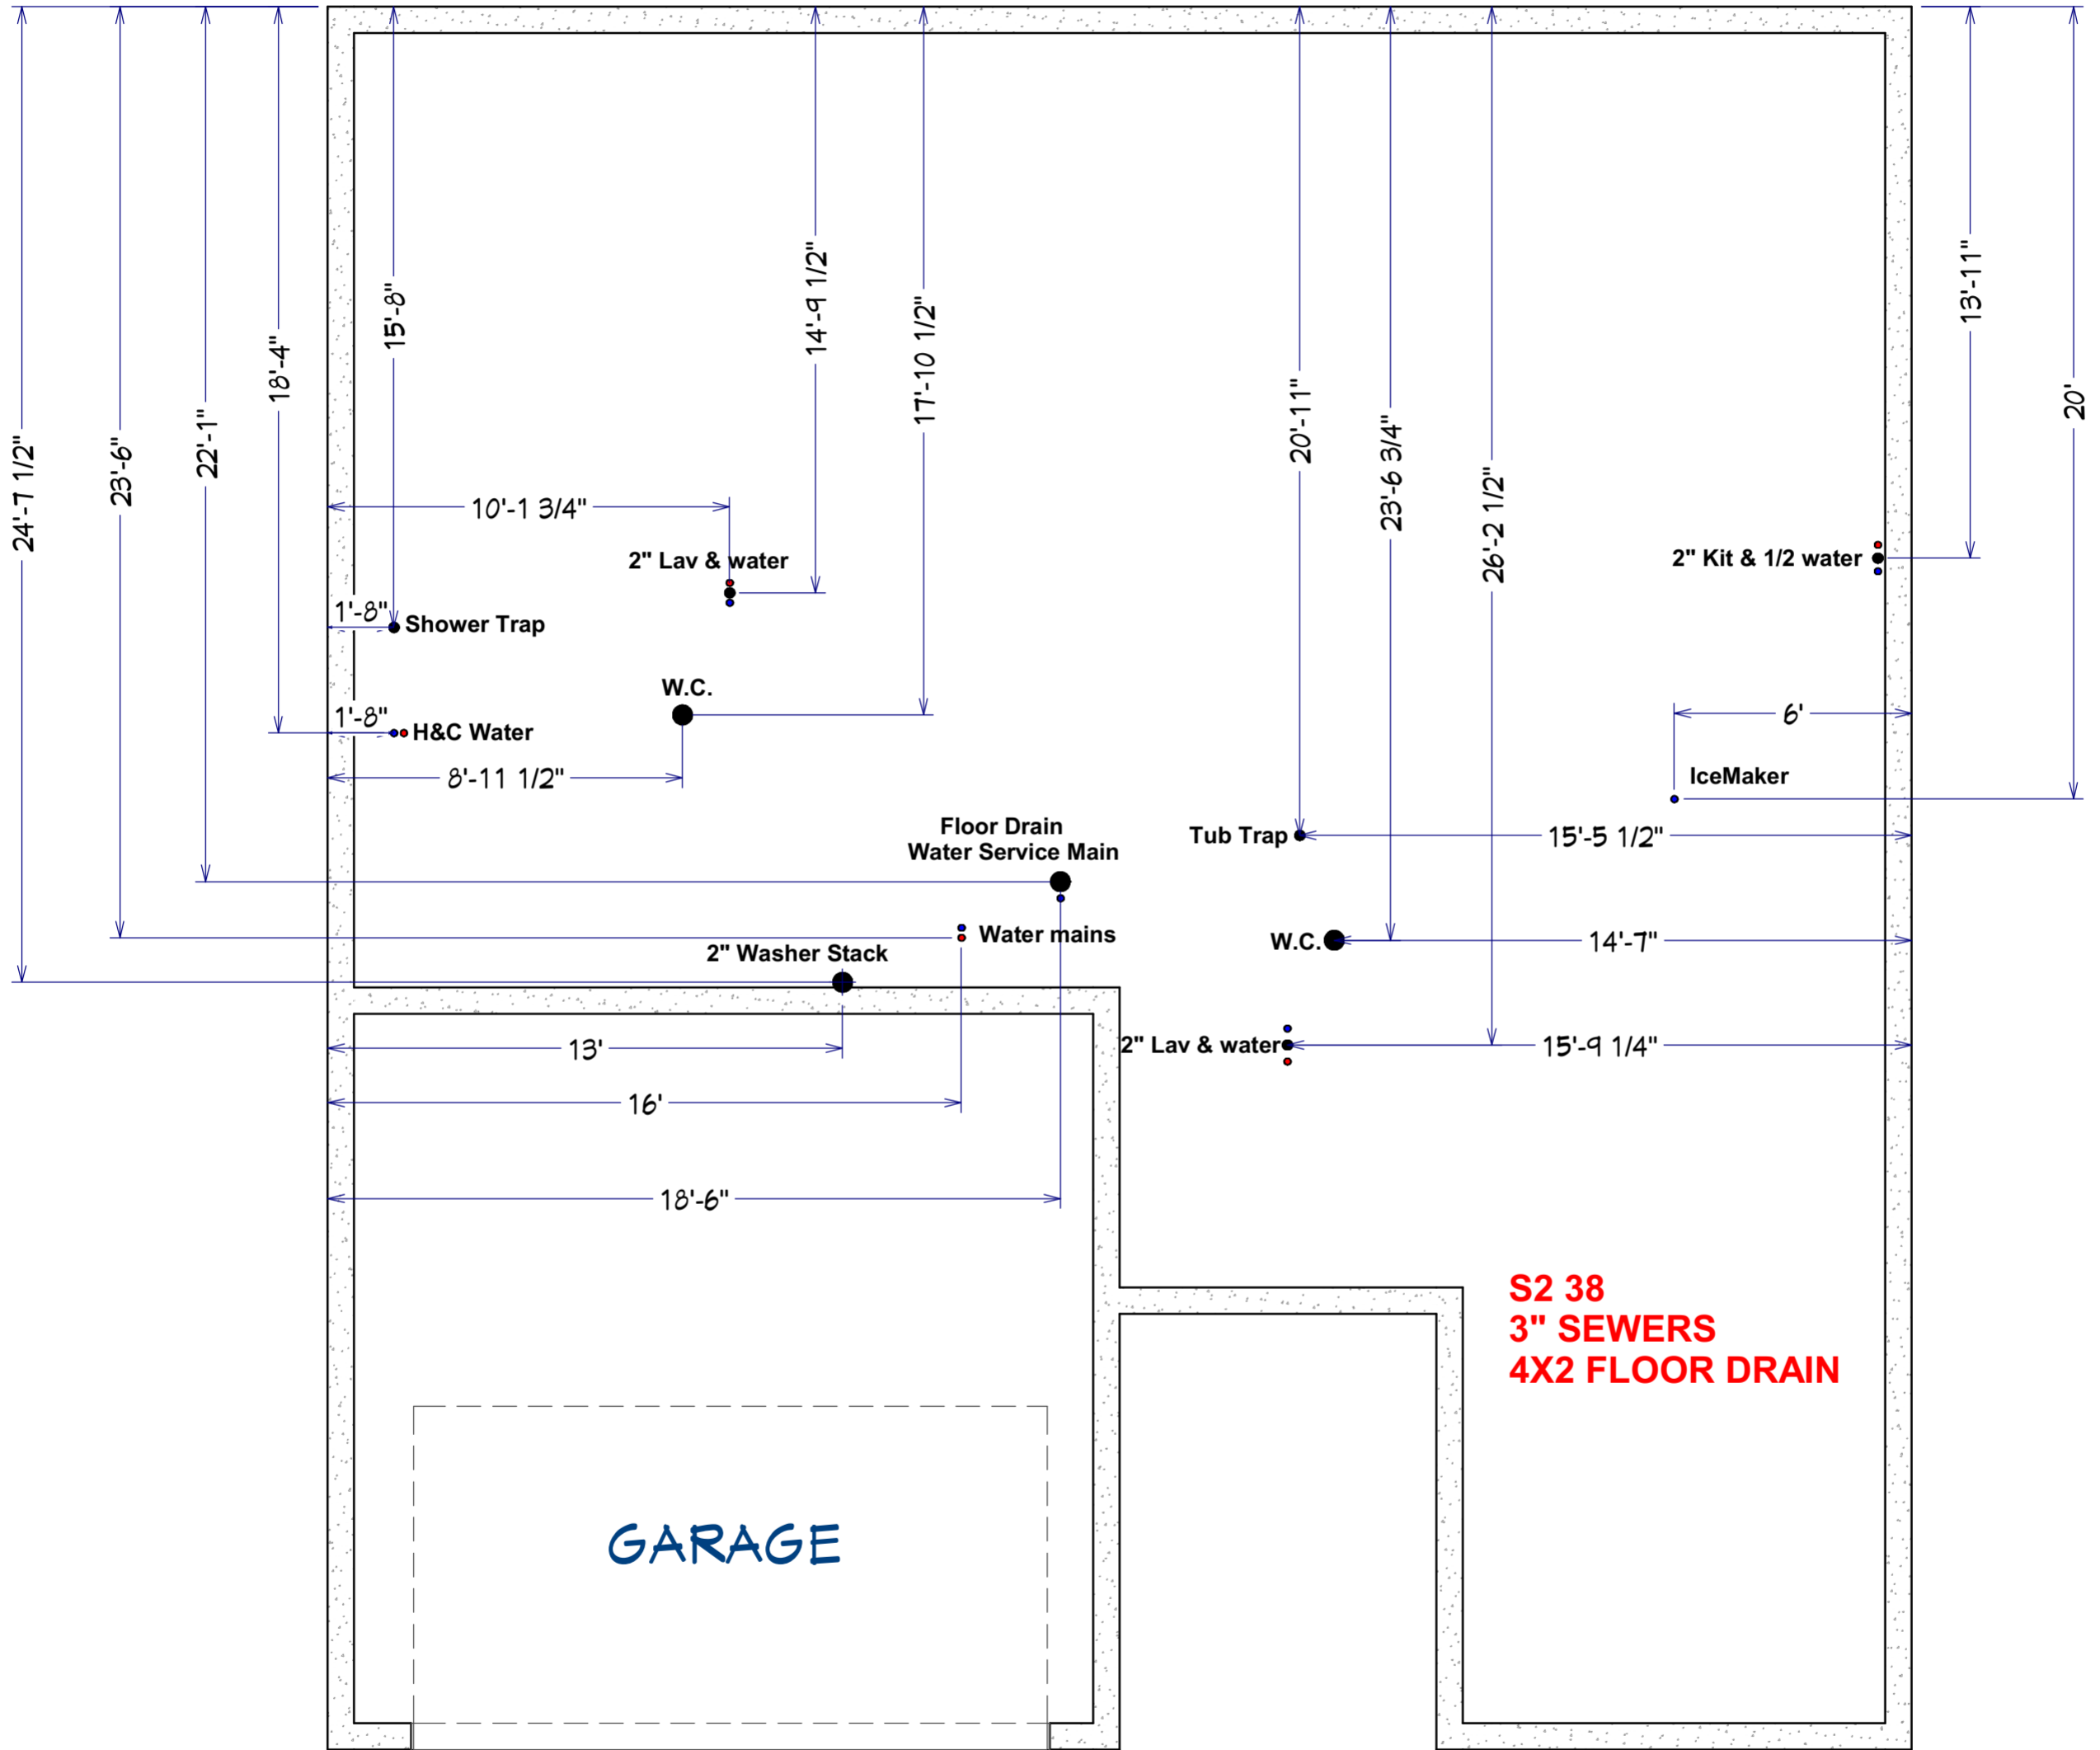 15'-8"
14'-9 1/2"
13'-11"
17'-10 1/2"
18'-4"
20'-11"
20'
22'-1"
23'-6"
23'-6 3/4"
24'-7 1/2"
26'-2 1/2"
10'-1 3/4"
2" Lav & water
2" Kit & 1/2 water
1'-8"
Shower Trap
W.C.
1'-8"
H&C Water
6'
8'-11 1/2"
IceMaker
Floor Drain
Water Service Main
Tub Trap
15'-5 1/2"
Water mains
W.C.
14'-7"
2" Washer Stack
13'
2" Lav & water
15'-9 1/4"
16'
18'-6"
S2 38
3" SEWERS
4X2 FLOOR DRAIN
GARAGE